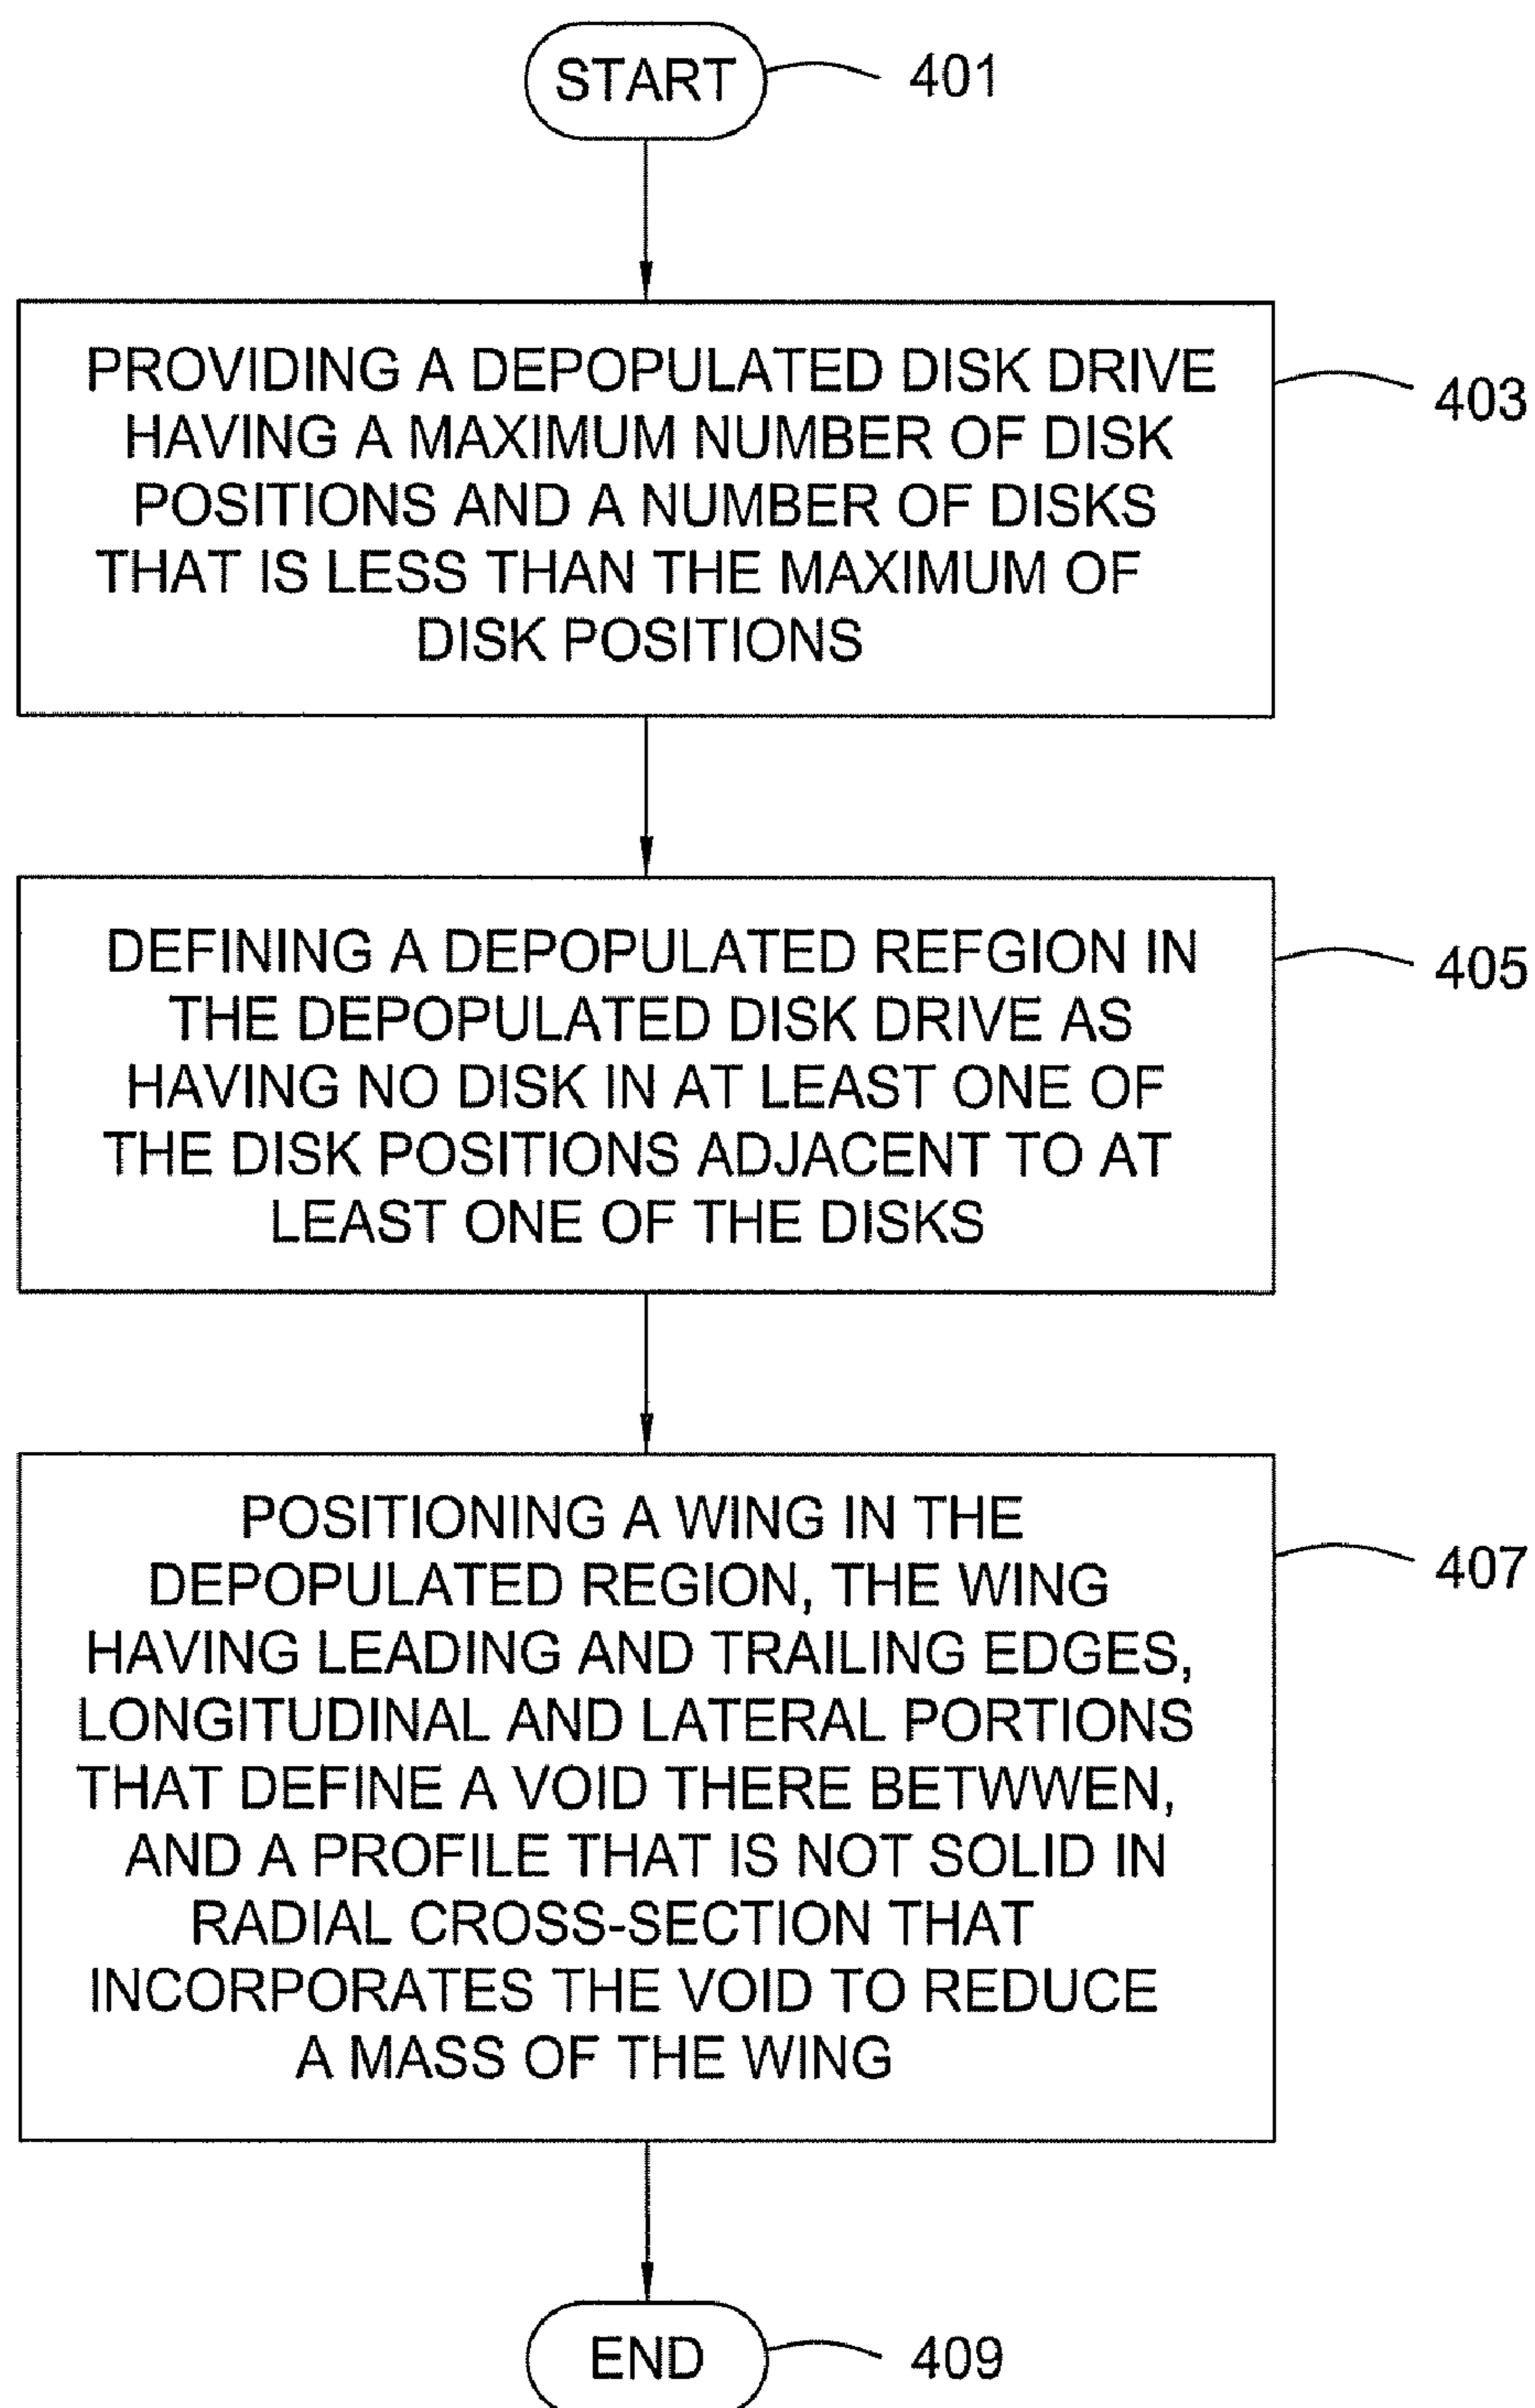 START
401
PROVIDING A DEPOPULATED DISK DRIVE
HAVING A MAXIMUM NUMBER OF DISK
POSITIONS AND A NUMBER OF DISKS
THAT IS LESS THAN THE MAXIMUM OF
DISK POSITIONS
403
DEFINING A DEPOPULATED REFGION IN
THE DEPOPULATED DISK DRIVE AS
HAVING NO DISK IN AT LEAST ONE OF
THE DISK POSITIONS ADJACENT TO AT
LEAST ONE OF THE DISKS
405
POSITIONING A WING IN THE
DEPOPULATED REGION, THE WING
HAVING LEADING AND TRAILING EDGES,
LONGITUDINAL AND LATERAL PORTIONS
THAT DEFINE A VOID THERE BETWWEN,
AND A PROFILE THAT IS NOT SOLID IN
RADIAL CROSS-SECTION THAT
INCORPORATES THE VOID TO REDUCE
A MASS OF THE WING
407
END
409